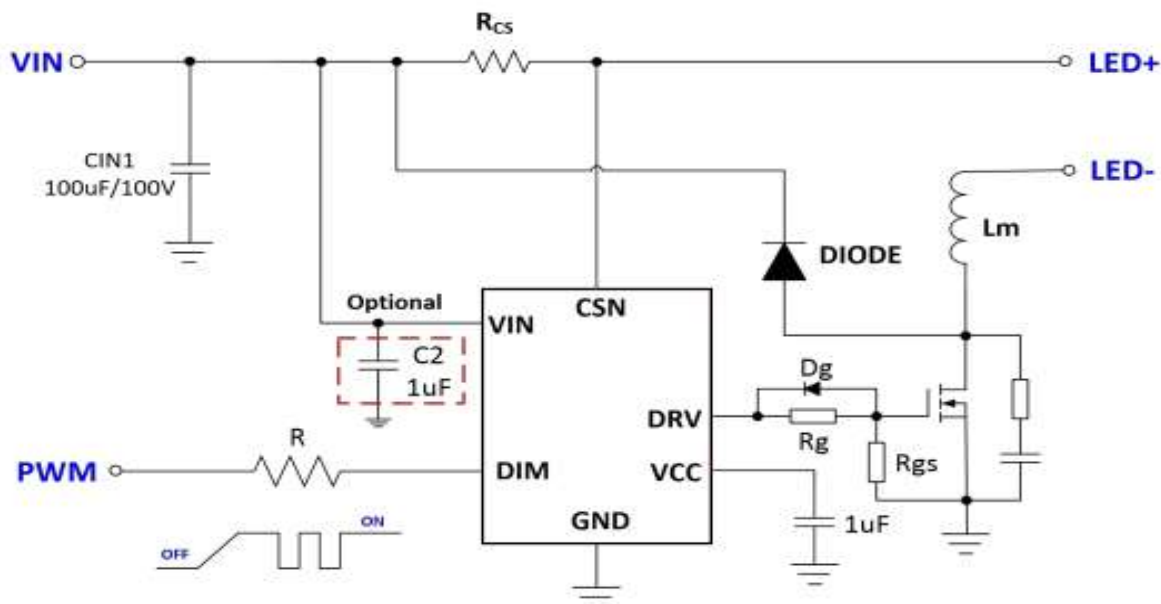 R_CS
VIN
LED+
CIN1
100uF/100V
LED-
Lm
DIODE
Optional
CSN
VIN
C2
1uF
Dg
DRV
Rg
R
Rgs
PWM
DIM
VCC
1uF
GND
ON
OFF